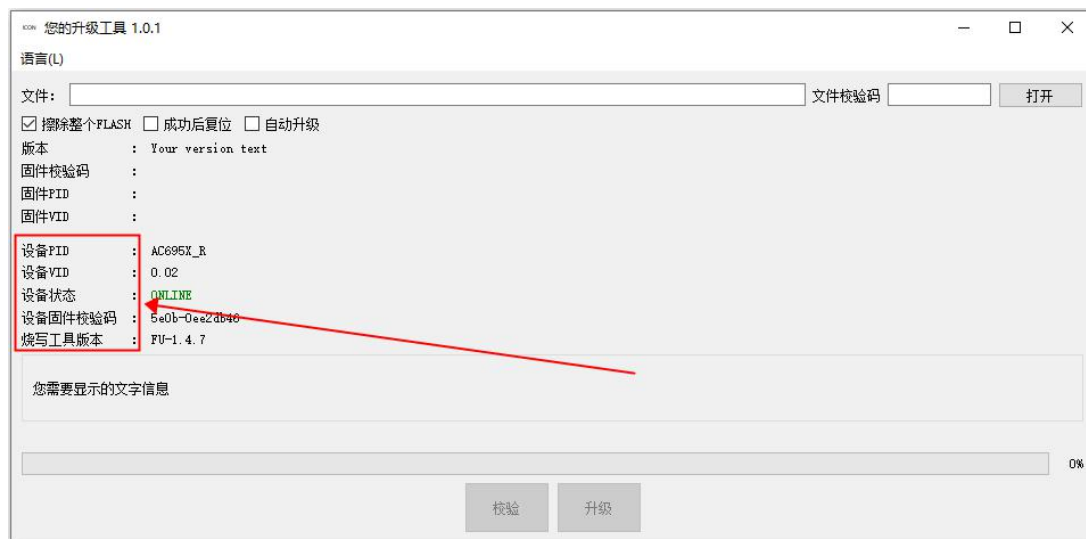 ICON 您的升级工具 1.0.1
语言(L)
文件: 文件校验码 打开
擦除整个FLASH 成功后复位 自动升级
版本 : Your version text
固件校验码 :
固件PID :
固件VID :
设备PID : AC695X_R
设备VID : 0.02
设备状态 : ONLINE
设备固件校验码 : 5e0b-0ee2db46
烧写工具版本 : FU-1.4.7
您需要显示的文字信息
0%
校验 升级